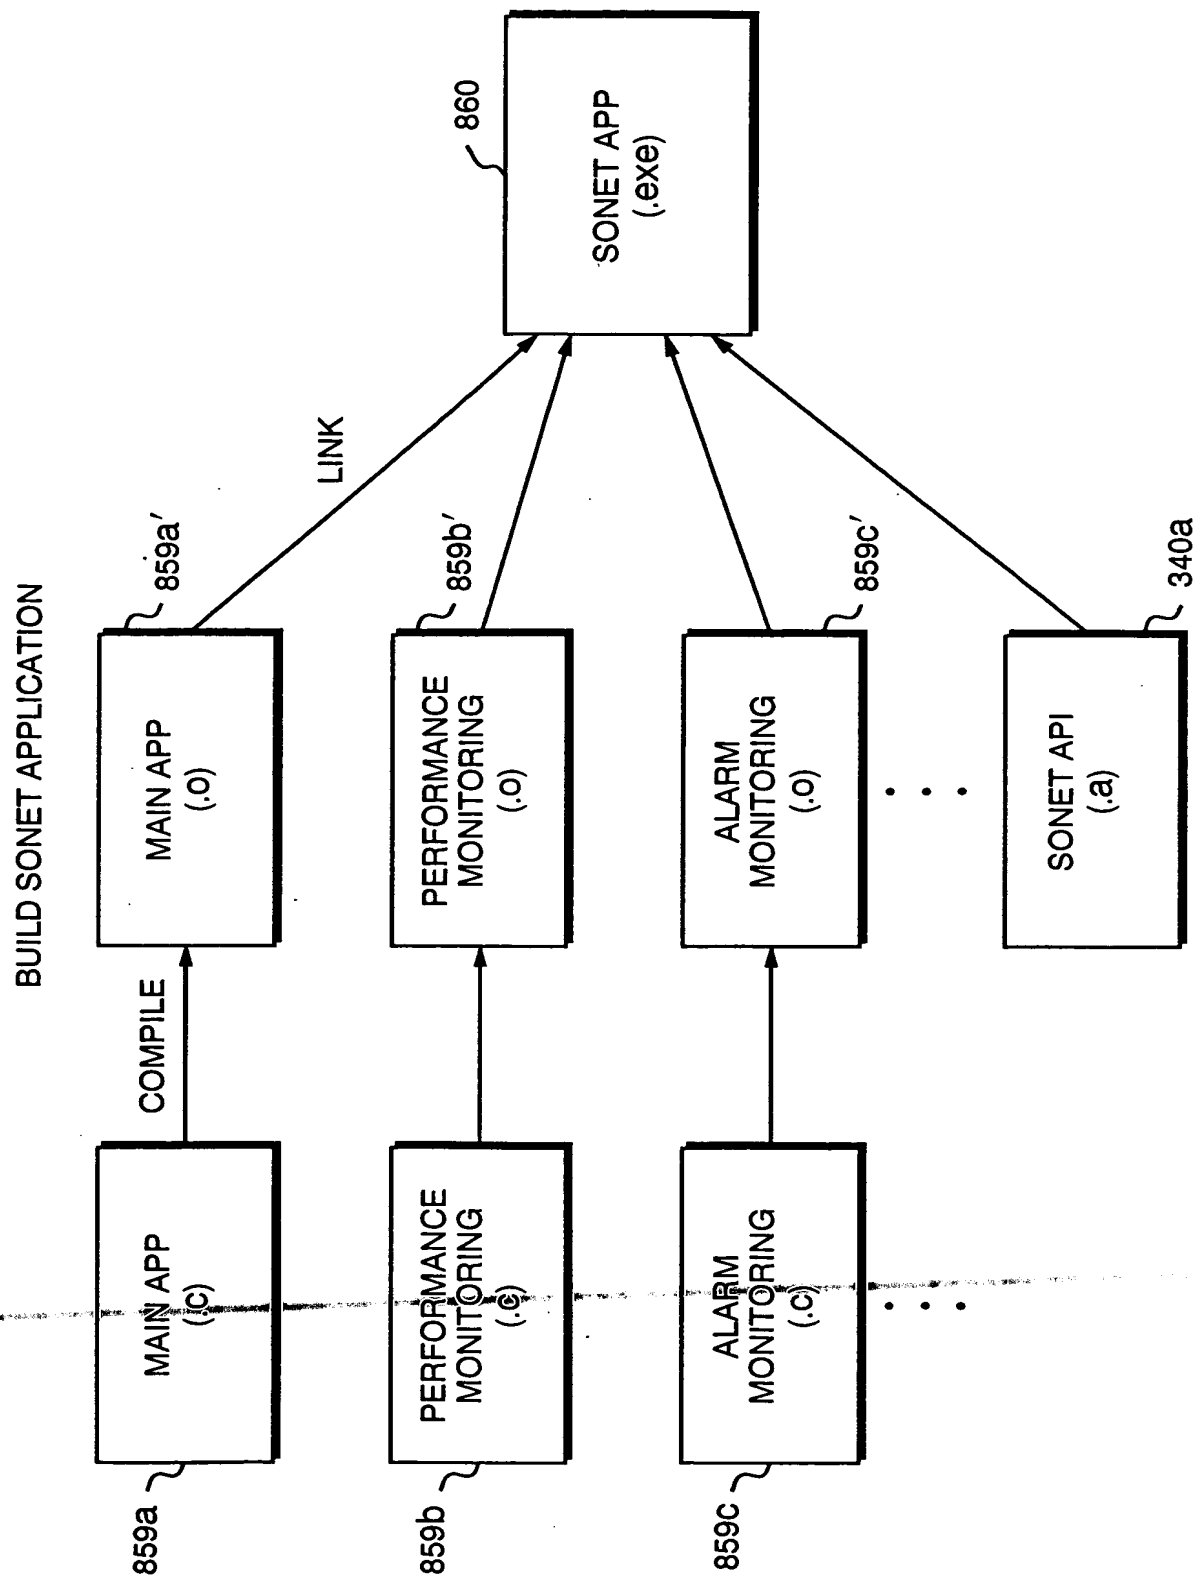 BUILD SONET APPLICATION
859a
MAIN APP
(.c)
COMPILE
MAIN APP
(.o)
859a'
LINK
859b
PERFORMANCE
MONITORING
(.c)
PERFORMANCE
MONITORING
(.o)
859b'
859c
ALARM
MONITORING
(.c)
ALARM
MONITORING
(.o)
859c'
SONET API
(.a)
340a
SONET APP
(.exe)
860